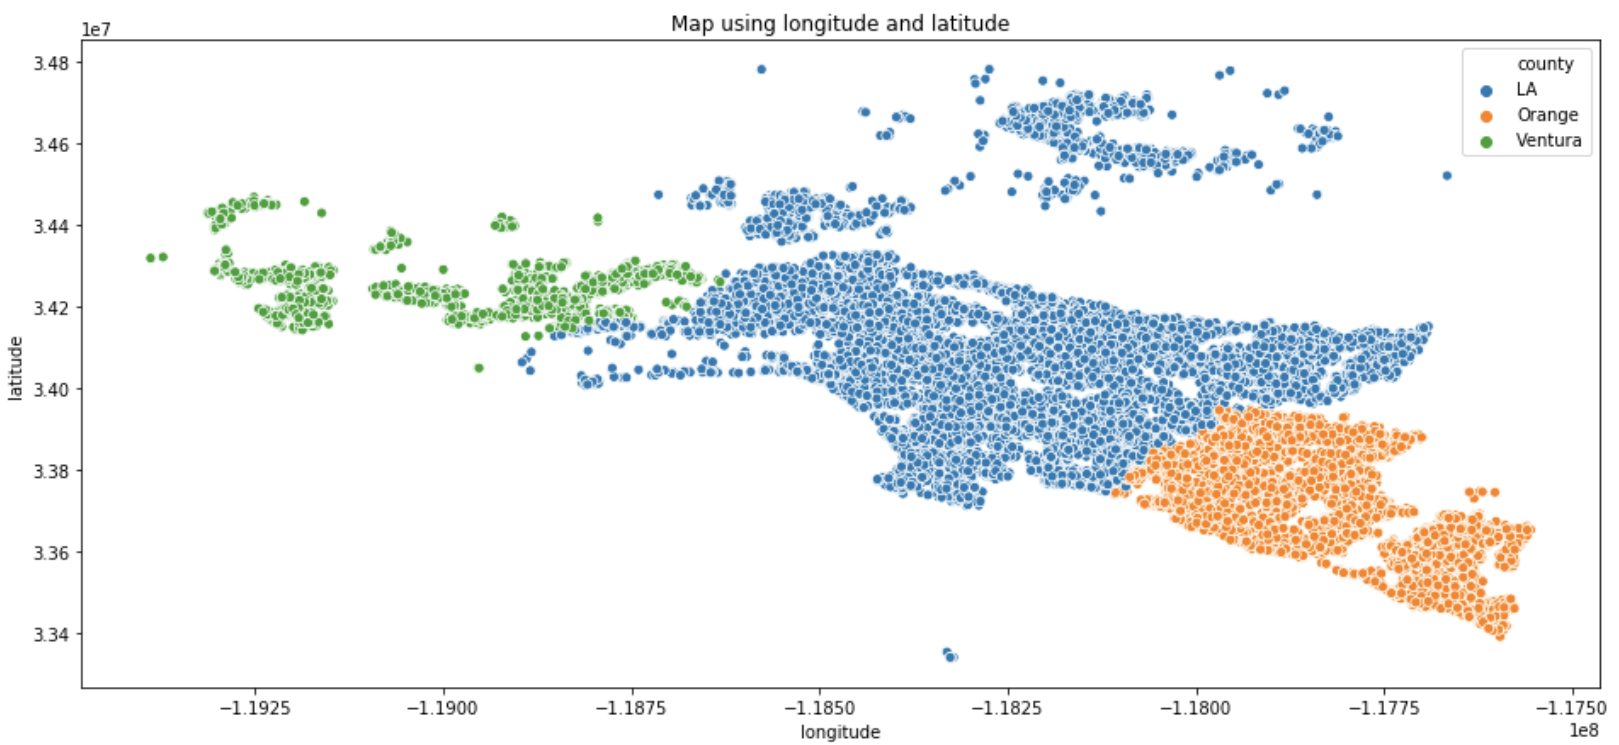 Map using longitude and latitude
1e7
3.48
3.46
3.44
3.42
3.40
3.38
3.36
3.34
latitude
county
LA
Orange
Ventura
−1.1925 −1.1900 −1.1875 −1.1850 −1.1825 −1.1800 −1.1775 −1.1750
longitude
1e8